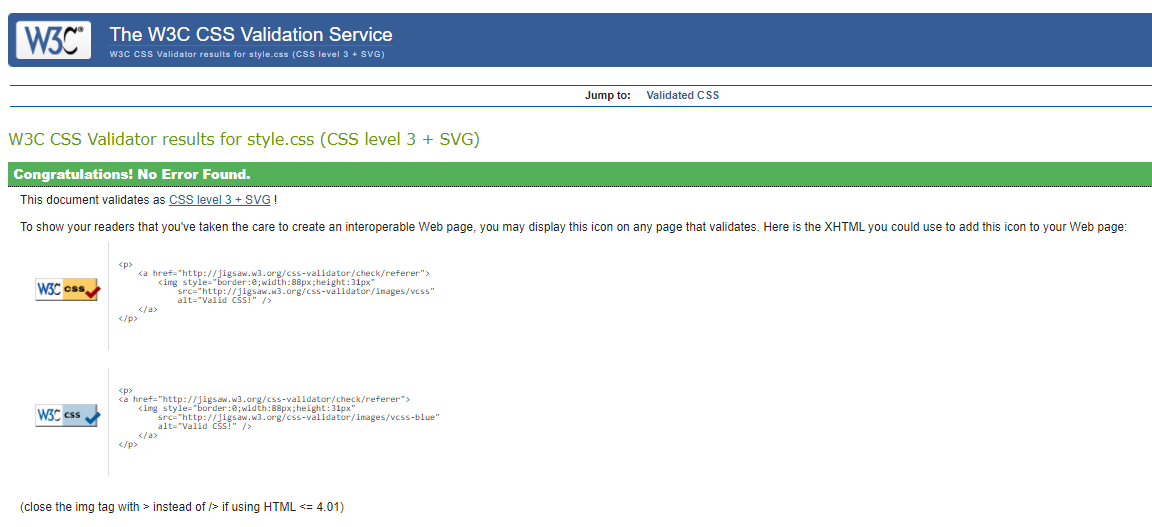 W3C® The W3C CSS Validation Service
W3C CSS Validator results for style.css (CSS level 3 + SVG)
Jump to: Validated CSS
W3C CSS Validator results for style.css (CSS level 3 + SVG)
Congratulations! No Error Found.
This document validates as CSS level 3 + SVG !
To show your readers that you've taken the care to create an interoperable Web page, you may display this icon on any page that validates. Here is the XHTML you could use to add this icon to your Web page:
W3C css
<p>
<a href="http://jigsaw.w3.org/css-validator/check/referer">
<img style="border:0;width:88px;height:31px"
src="http://jigsaw.w3.org/css-validator/images/vcss"
alt="Valid CSS!" />
</a>
</p>
W3C css
<p>
<a href="http://jigsaw.w3.org/css-validator/check/referer">
<img style="border:0;width:88px;height:31px"
src="http://jigsaw.w3.org/css-validator/images/vcss-blue"
alt="Valid CSS!" />
</a>
</p>
(close the img tag with > instead of /> if using HTML <= 4.01)